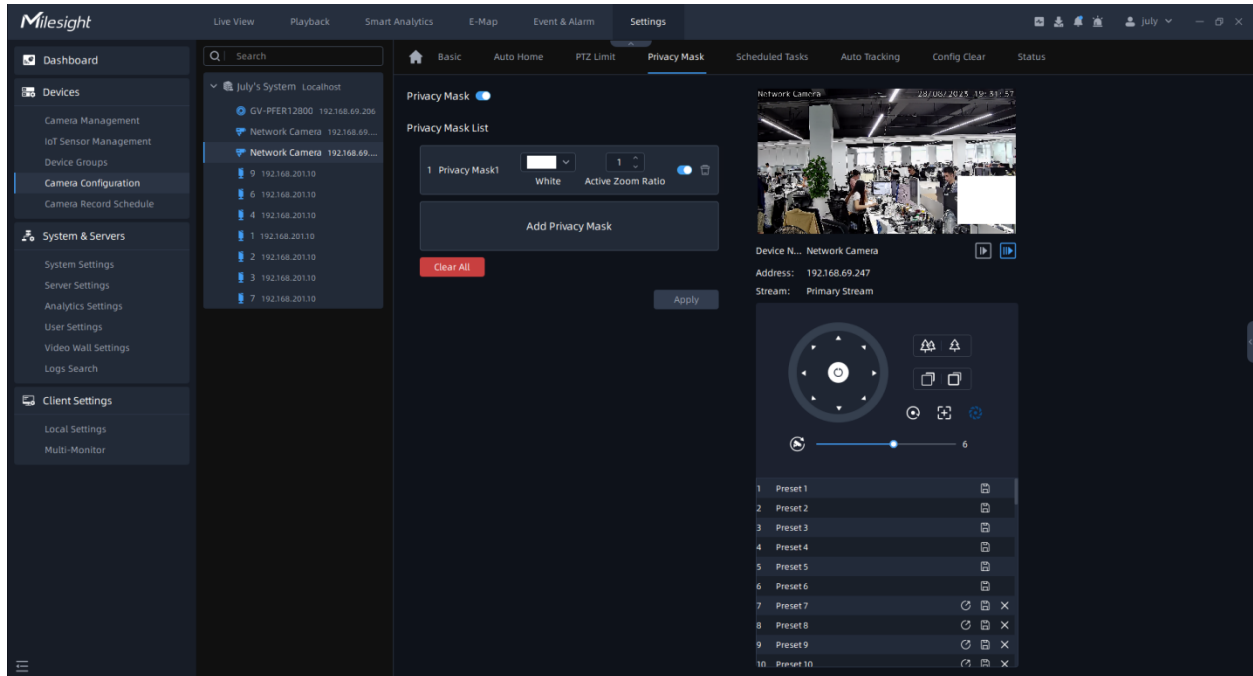 Milesight
Live View Playback Smart Analytics E-Map Event & Alarm Settings july
Dashboard
Devices
Camera Management
IoT Sensor Management
Device Groups
Camera Configuration
Camera Record Schedule
System & Servers
System Settings
Server Settings
Analytics Settings
User Settings
Video Wall Settings
Logs Search
Client Settings
Local Settings
Multi-Monitor
Search
July's System Localhost
GV-PFER12800 192.168.69.206
Network Camera 192.168.69....
Network Camera 192.168.69....
9 192.168.201.10
6 192.168.201.10
4 192.168.201.10
1 192.168.201.10
2 192.168.201.10
3 192.168.201.10
7 192.168.201.10
Basic Auto Home PTZ Limit Privacy Mask Scheduled Tasks Auto Tracking Config Clear Status
Privacy Mask
Privacy Mask List
1 Privacy Mask1 1
White Active Zoom Ratio
Add Privacy Mask
Clear All
Apply
Network Camera 28/08/2023 19:31:57
Device N... Network Camera
Address: 192.168.69.247
Stream: Primary Stream
6
1 Preset 1
2 Preset 2
3 Preset 3
4 Preset 4
5 Preset 5
6 Preset 6
7 Preset 7
8 Preset 8
9 Preset 9
10 Preset 10